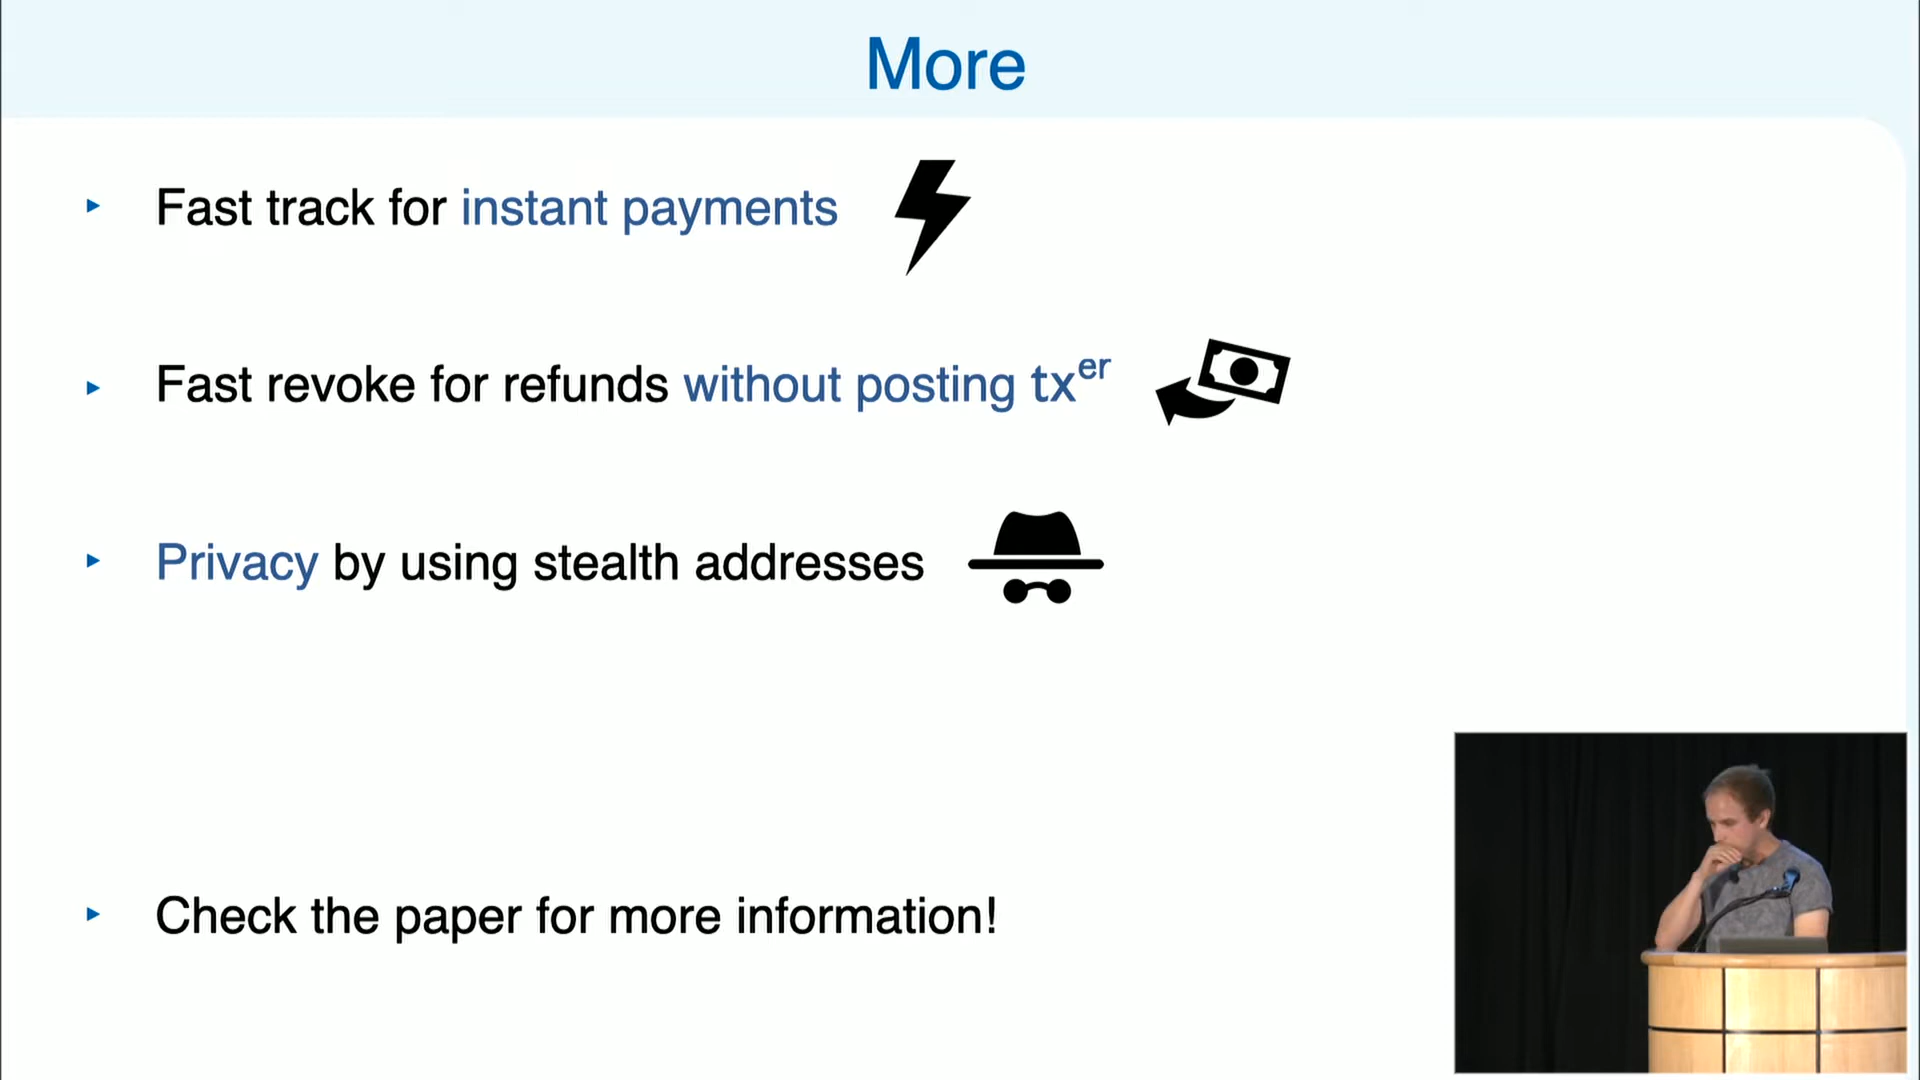 More
Fast track for instant payments
Fast revoke for refunds without posting tx^er
Privacy by using stealth addresses
Check the paper for more information!